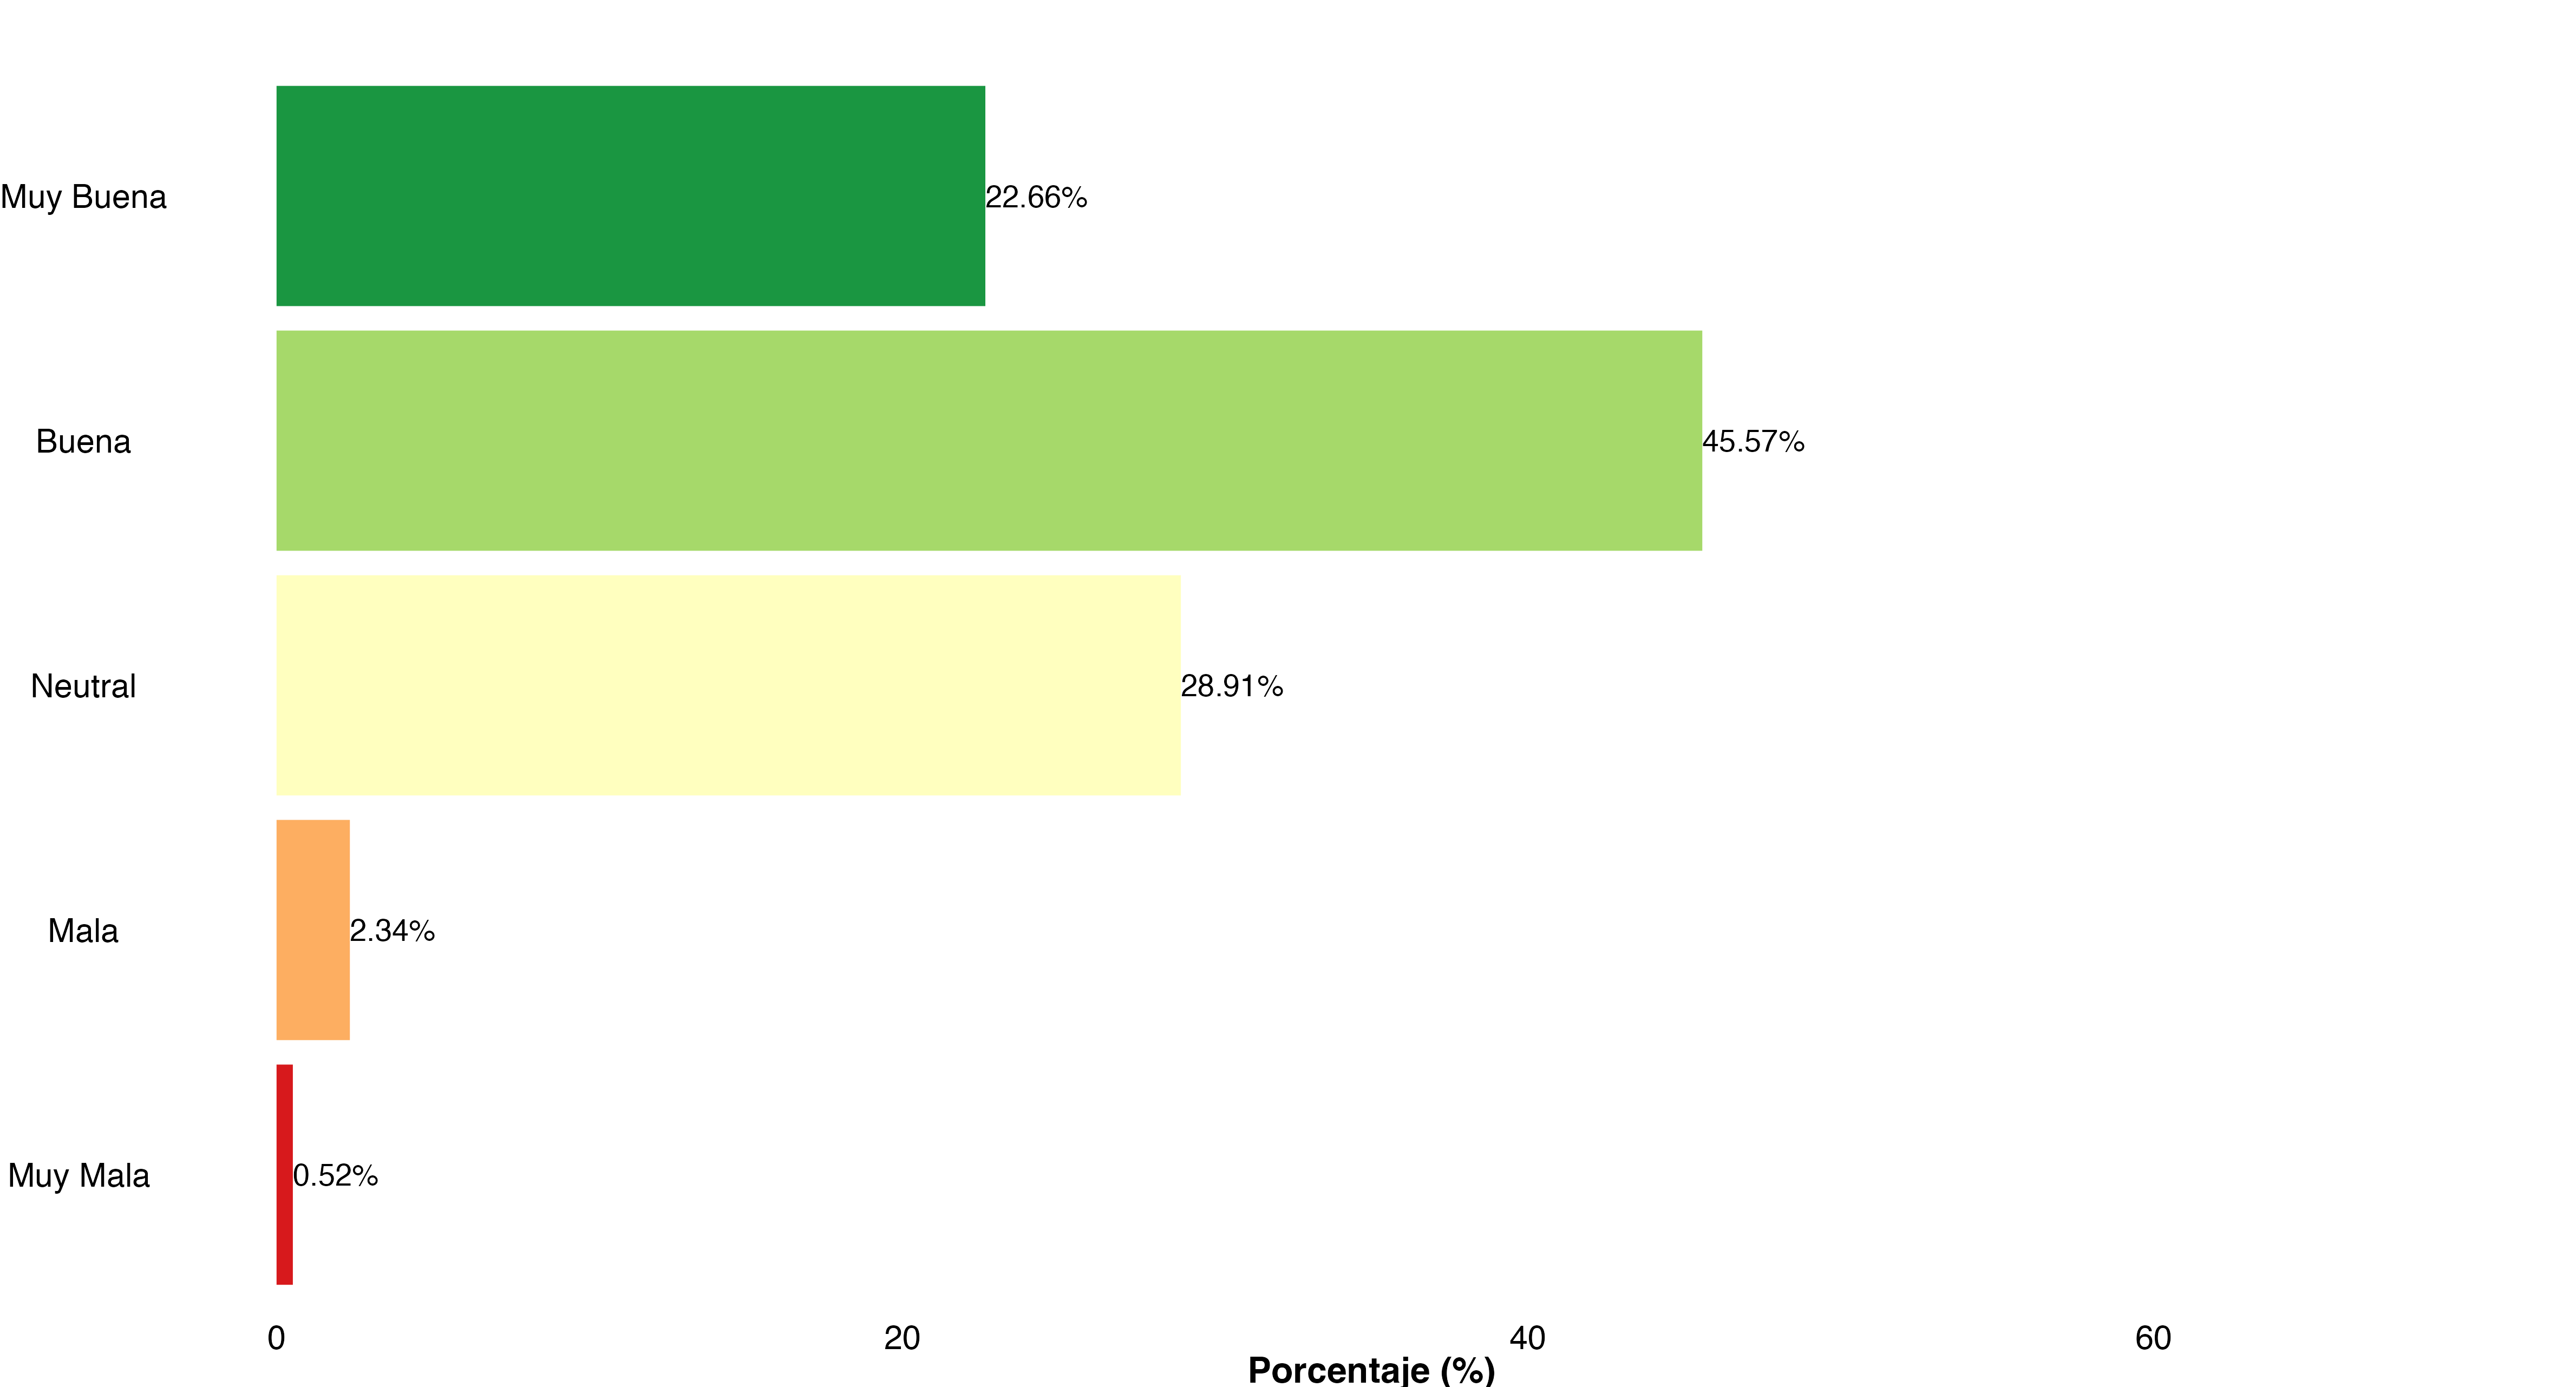 Muy Buena 22.66%
Buena 45.57%
Neutral 28.91%
Mala 2.34%
Muy Mala 0.52%
0 20 40 60
Porcentaje (%)